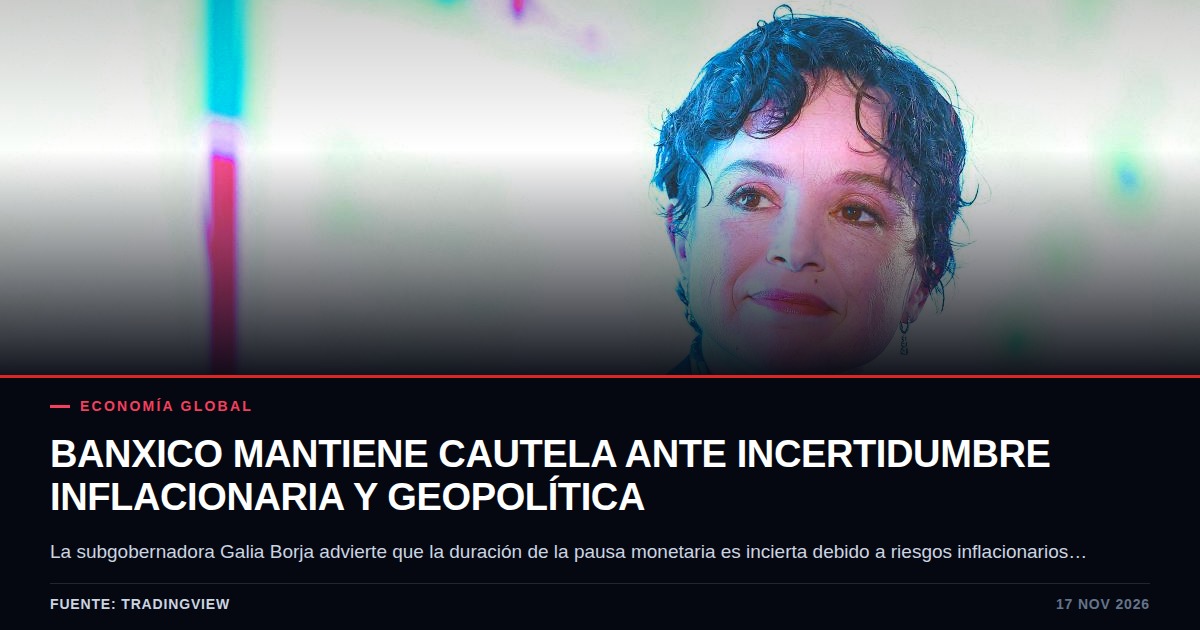 ECONOMÍA GLOBAL
BANXICO MANTIENE CAUTELA ANTE INCERTIDUMBRE
INFLACIONARIA Y GEOPOLÍTICA
La subgobernadora Galia Borja advierte que la duración de la pausa monetaria es incierta debido a riesgos inflacionarios…
FUENTE: TRADINGVIEW
17 NOV 2026